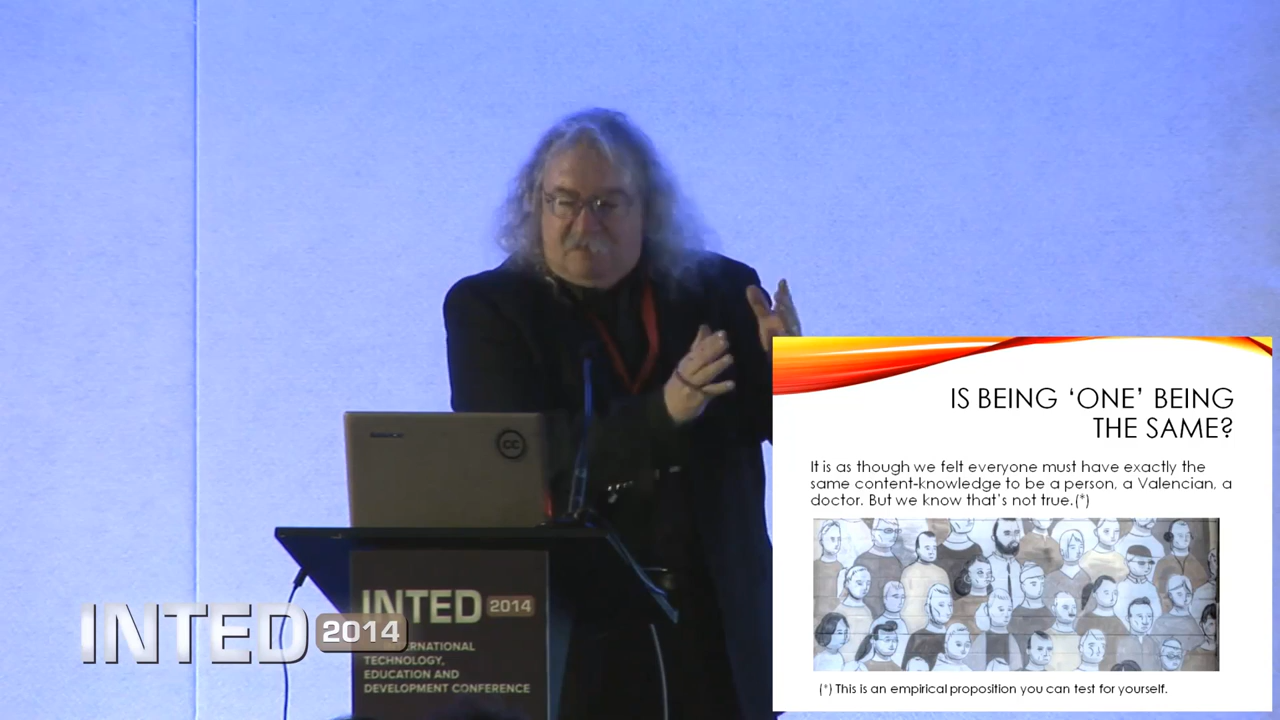 IS BEING ‘ONE’ BEING
THE SAME?
It is as though we felt everyone must have exactly the
same content-knowledge to be a person, a Valencian, a
doctor. But we know that’s not true.(*)
(*) This is an empirical proposition you can test for yourself.
cc
INTED 2014
TECHNOLOGY,
EDUCATION AND
DEVELOPMENT CONFERENCE
INTED 2014